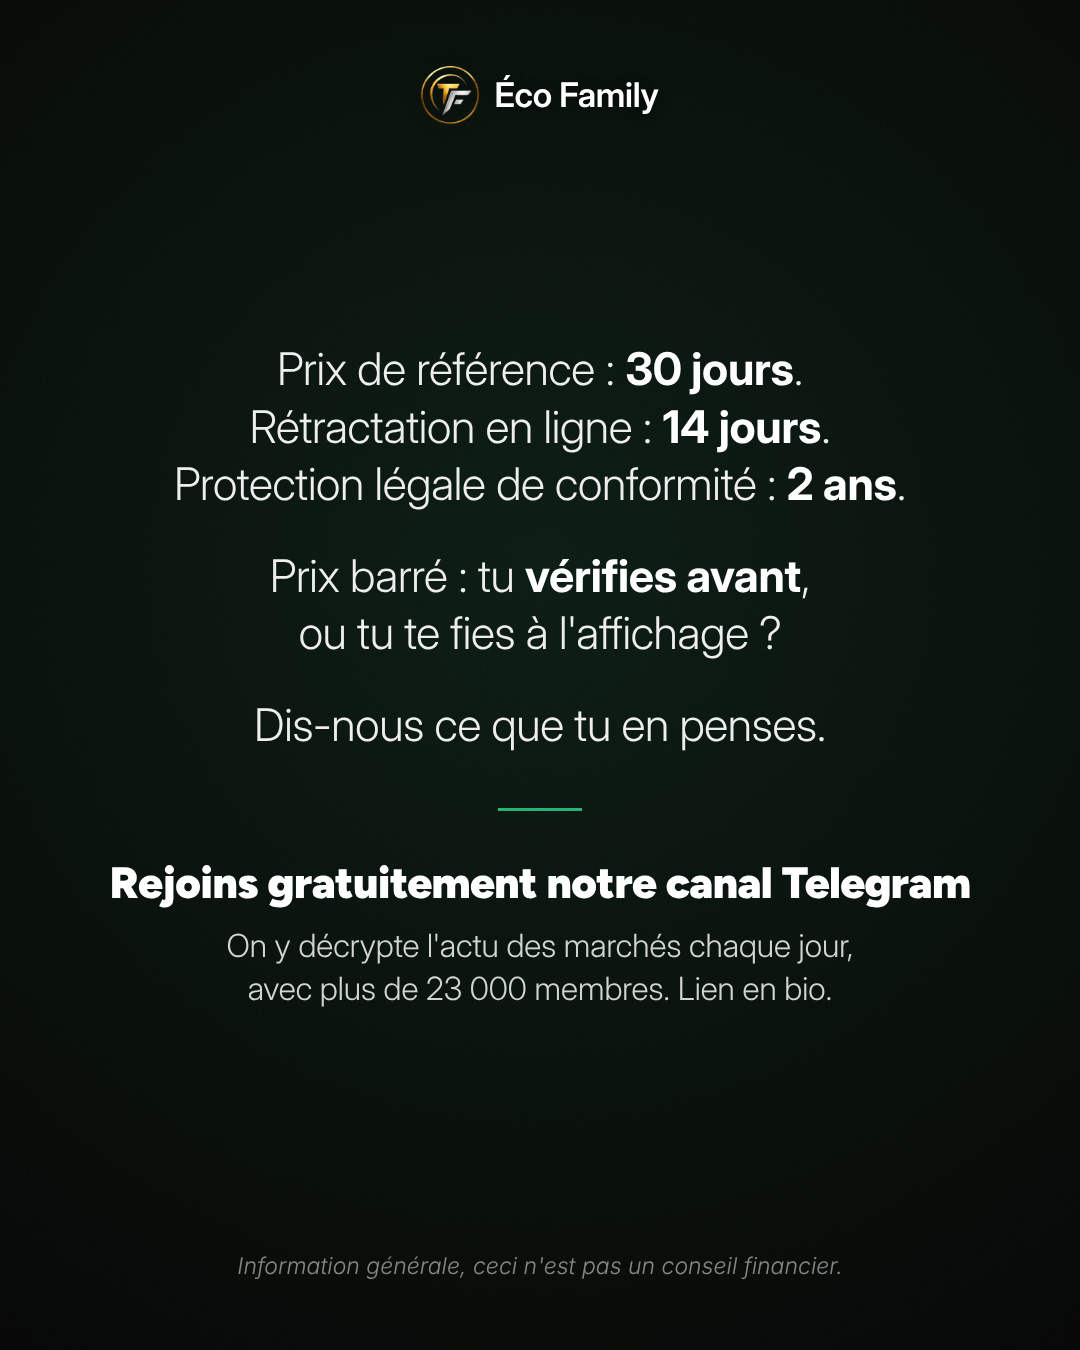 TF Éco Family
Prix de référence : 30 jours.
Rétractation en ligne : 14 jours.
Protection légale de conformité : 2 ans.
Prix barré : tu vérifies avant,
ou tu te fies à l'affichage ?
Dis-nous ce que tu en penses.
Rejoins gratuitement notre canal Telegram
On y décrypte l'actu des marchés chaque jour,
avec plus de 23 000 membres. Lien en bio.
Information générale, ceci n'est pas un conseil financier.